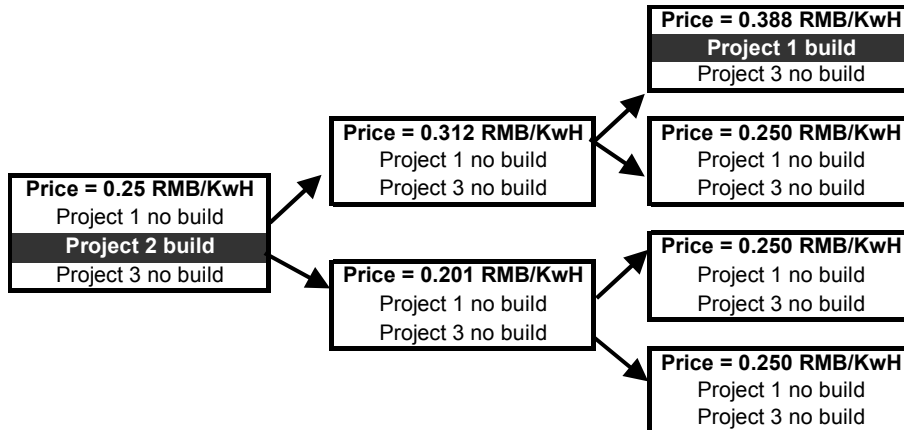 Price = 0.25 RMB/KwH
Project 1 no build
Project 2 build
Project 3 no build
Price = 0.312 RMB/KwH
Project 1 no build
Project 3 no build
Price = 0.201 RMB/KwH
Project 1 no build
Project 3 no build
Price = 0.388 RMB/KwH
Project 1 build
Project 3 no build
Price = 0.250 RMB/KwH
Project 1 no build
Project 3 no build
Price = 0.250 RMB/KwH
Project 1 no build
Project 3 no build
Price = 0.250 RMB/KwH
Project 1 no build
Project 3 no build